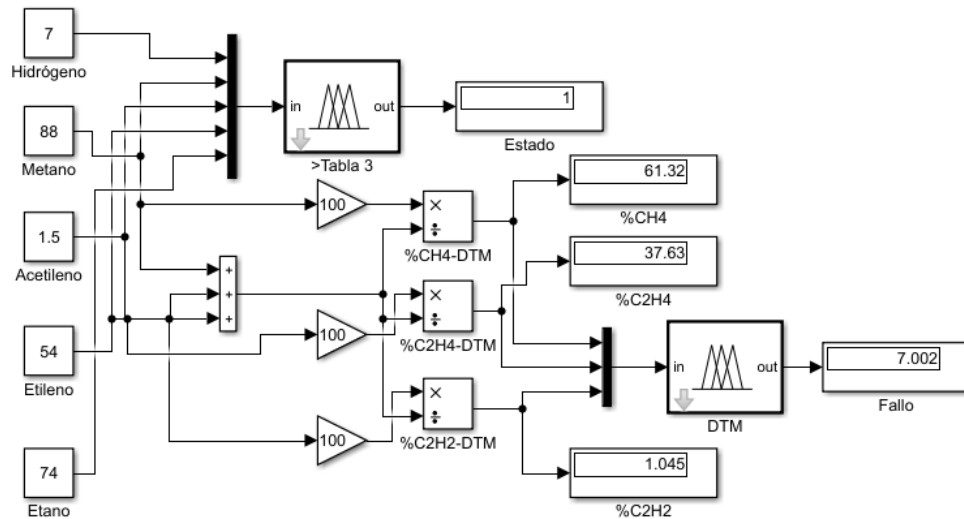 7
Hidrógeno
88
Metano
1.5
Acetileno
54
Etileno
74
Etano
in
out
>Tabla 3
1
Estado
100
×
÷
%CH4-DTM
61.32
%CH4
+
+
+
100
×
÷
%C2H4-DTM
37.63
%C2H4
100
×
÷
%C2H2-DTM
1.045
%C2H2
in
out
DTM
7.002
Fallo